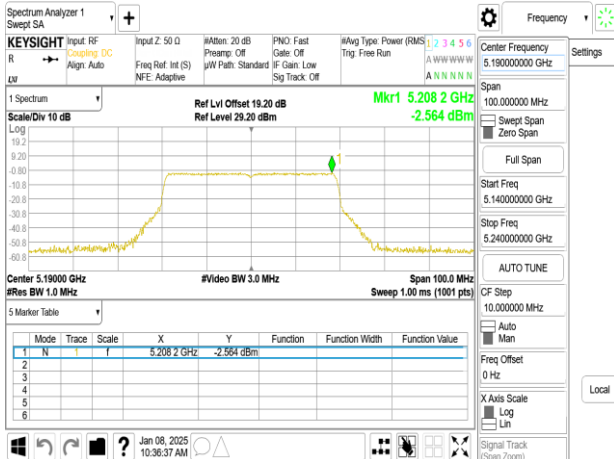 Spectrum Analyzer 1
Swept SA
KEYSIGHT
R
Input: RF
Coupling: DC
Align: Auto
Input Z: 50 Ω
Freq Ref: Int (S)
NFE: Adaptive
#Atten: 20 dB
Preamp: Off
µW Path: Standard
PNO: Fast
Gate: Off
IF Gain: Low
Sig Track: Off
#Avg Type: Power (RMS
Trig: Free Run
1 2 3 4 5 6
A W W W W W
A N N N N N
1 Spectrum
Scale/Div 10 dB
Ref Lvl Offset 19.20 dB
Ref Level 29.20 dBm
Mkr1 5.208 2 GHz
-2.564 dBm
Log
19.2
9.20
-0.80
-10.8
-20.8
-30.8
-40.8
-50.8
-60.8
1
Center 5.19000 GHz
#Res BW 1.0 MHz
#Video BW 3.0 MHz
Span 100.0 MHz
Sweep 1.00 ms (1001 pts)
5 Marker Table
Mode Trace Scale X Y Function Function Width Function Value
1 N 1 f 5.208 2 GHz -2.564 dBm
2
3
4
5
6
Jan 08, 2025
10:36:37 AM
Frequency
Settings
Center Frequency
5.190000000 GHz
Span
100.000000 MHz
Swept Span
Zero Span
Full Span
Start Freq
5.140000000 GHz
Stop Freq
5.240000000 GHz
AUTO TUNE
CF Step
10.000000 MHz
Auto
Man
Freq Offset
0 Hz
X Axis Scale
Log
Lin
Signal Track
(Span Zoom)
Local